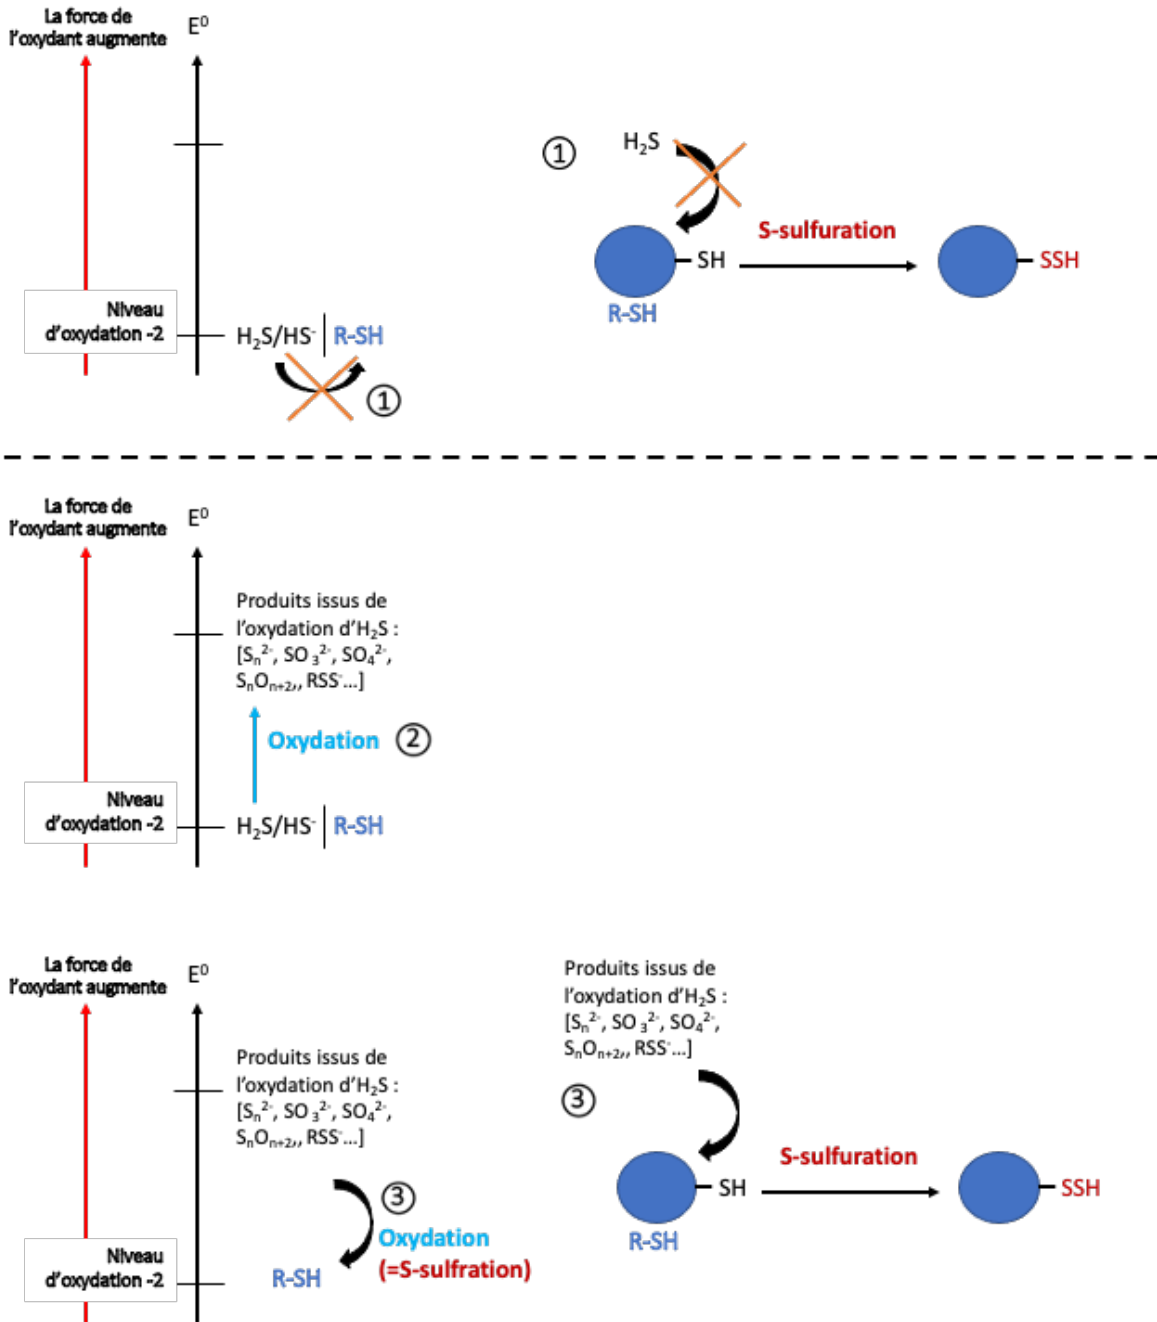 La force de
l'oxydant augmente
E⁰
①
H₂S
S-sulfuration
SH
SSH
R-SH
Niveau
d'oxydation -2
H₂S/HS⁻
R-SH
①
La force de
l'oxydant augmente
E⁰
Produits issus de
l'oxydation d'H₂S :
[Sₙ²⁻, SO₃²⁻, SO₄²⁻,
SₙOₙ₊₂,, RSS⁻...]
Oxydation
②
Niveau
d'oxydation -2
H₂S/HS⁻
R-SH
La force de
l'oxydant augmente
E⁰
Produits issus de
l'oxydation d'H₂S :
[Sₙ²⁻, SO₃²⁻, SO₄²⁻,
SₙOₙ₊₂,, RSS⁻...]
③
Oxydation
(=S-sulfration)
Niveau
d'oxydation -2
R-SH
Produits issus de
l'oxydation d'H₂S :
[Sₙ²⁻, SO₃²⁻, SO₄²⁻,
SₙOₙ₊₂,, RSS⁻...]
③
S-sulfuration
SH
SSH
R-SH